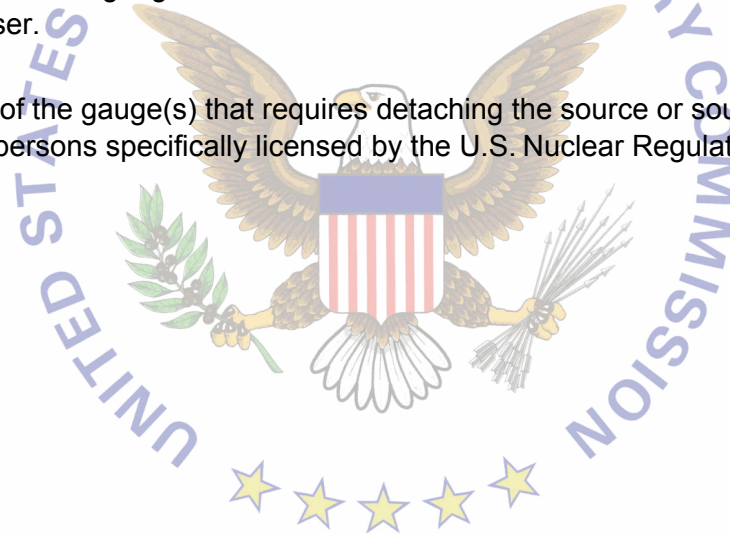 ser.
of the gauge(s) that requires detaching the source or sou
persons specifically licensed by the U.S. Nuclear Regulat
UNITED STATES
Y COMMISSION